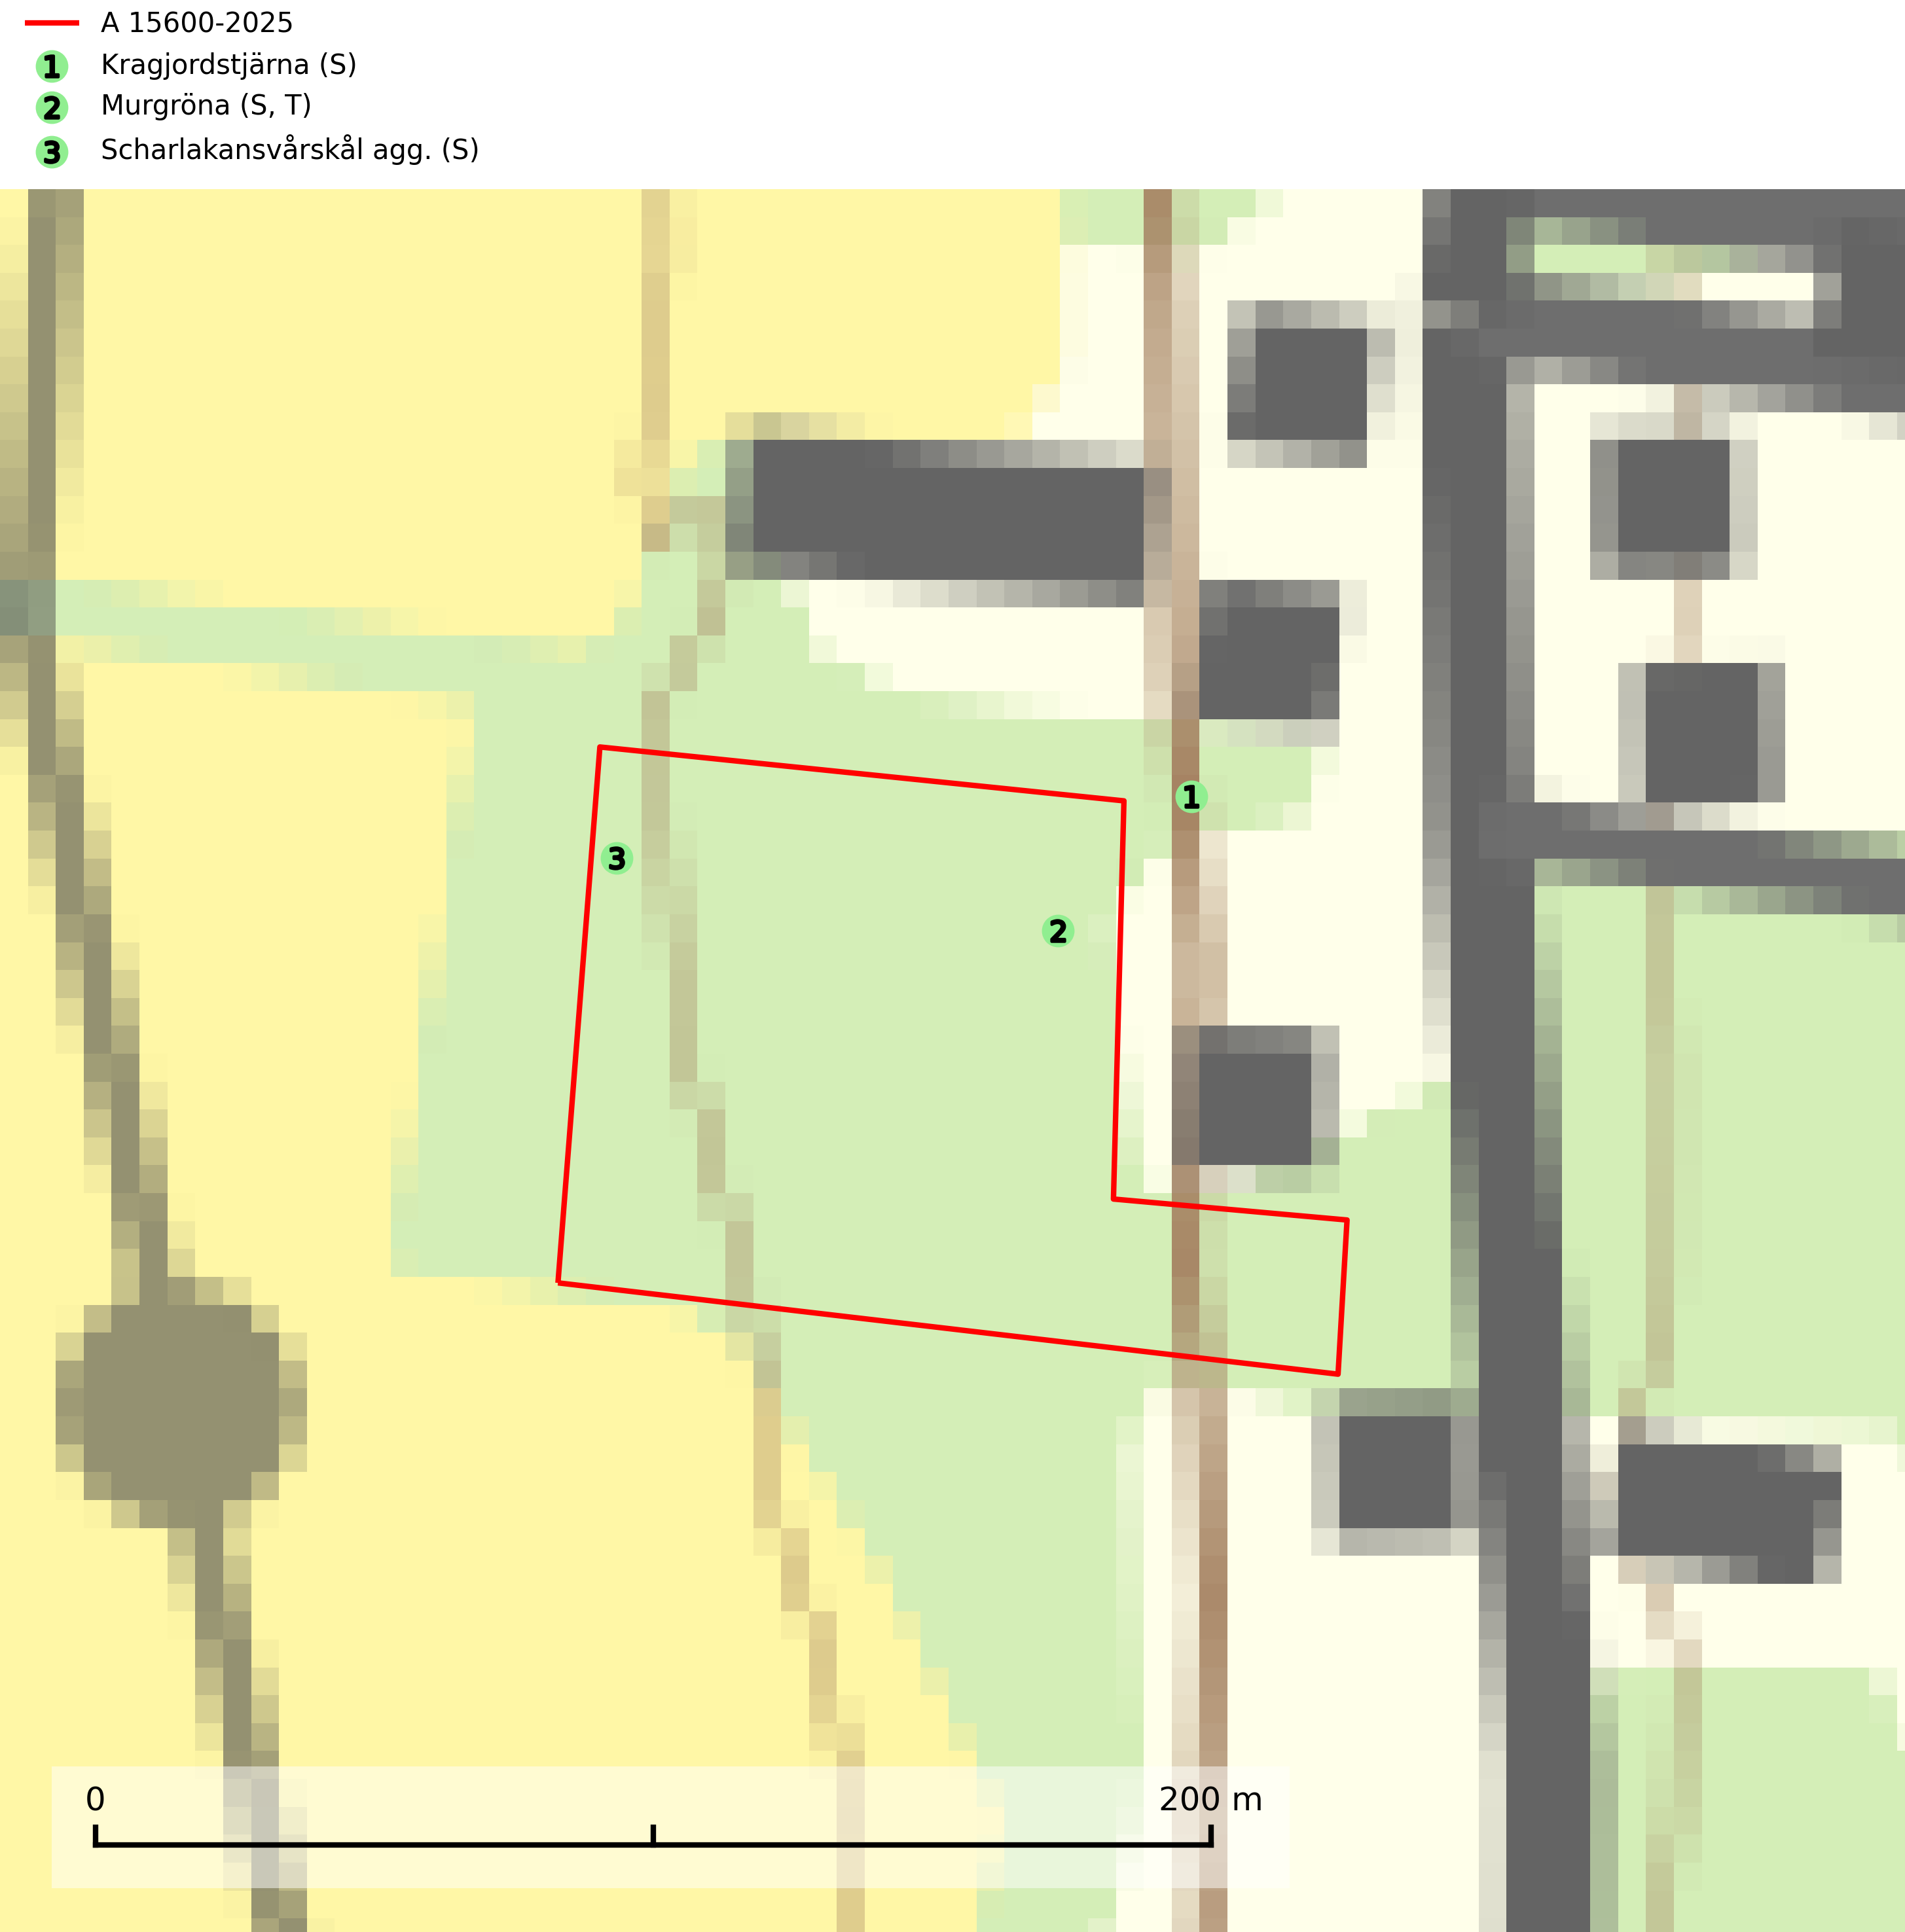 A 15600-2025
1 Kragjordstjärna (S)
2 Murgröna (S, T)
3 Scharlakansvårskål agg. (S)
1
3
2
0 200 m